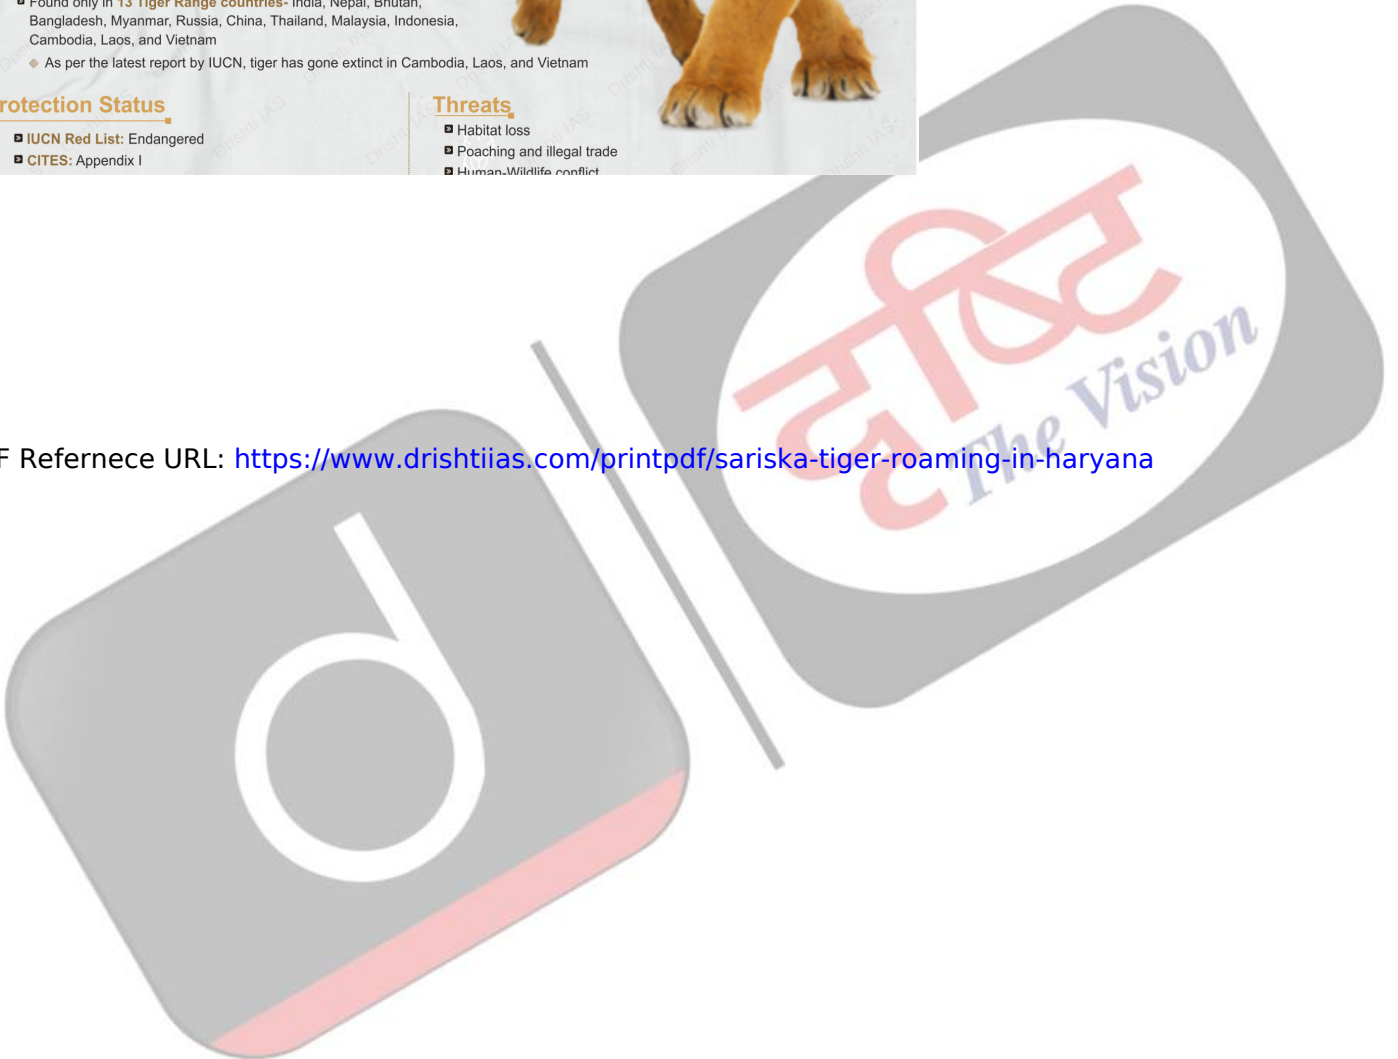 Found only in 13 Tiger Range countries- India, Nepal, Bhutan,
Bangladesh, Myanmar, Russia, China, Thailand, Malaysia, Indonesia,
Cambodia, Laos, and Vietnam
As per the latest report by IUCN, tiger has gone extinct in Cambodia, Laos, and Vietnam
rotection Status
IUCN Red List: Endangered
CITES: Appendix I
Threats
Habitat loss
Poaching and illegal trade
Human-Wildlife conflict
F Refernece URL: https://www.drishtiias.com/printpdf/sariska-tiger-roaming-in-haryana
दृष्टि
The Vision